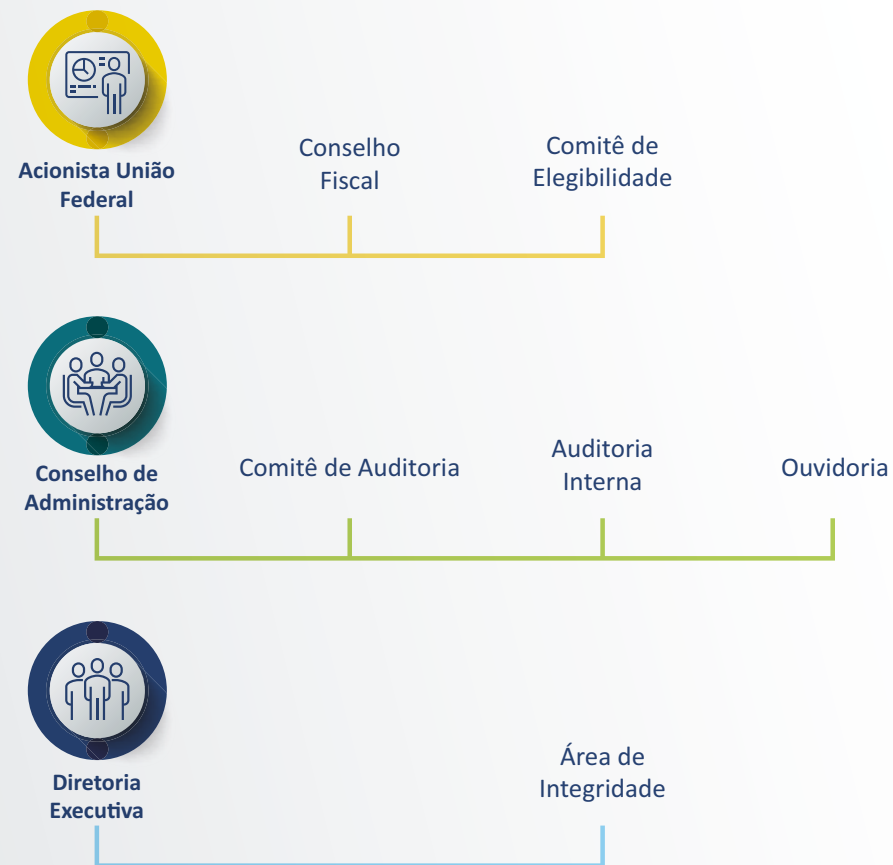 Acionista União
Federal
Conselho
Fiscal
Comitê de
Elegibilidade
Conselho de
Administração
Comitê de Auditoria
Auditoria
Interna
Ouvidoria
Diretoria
Executiva
Área de
Integridade